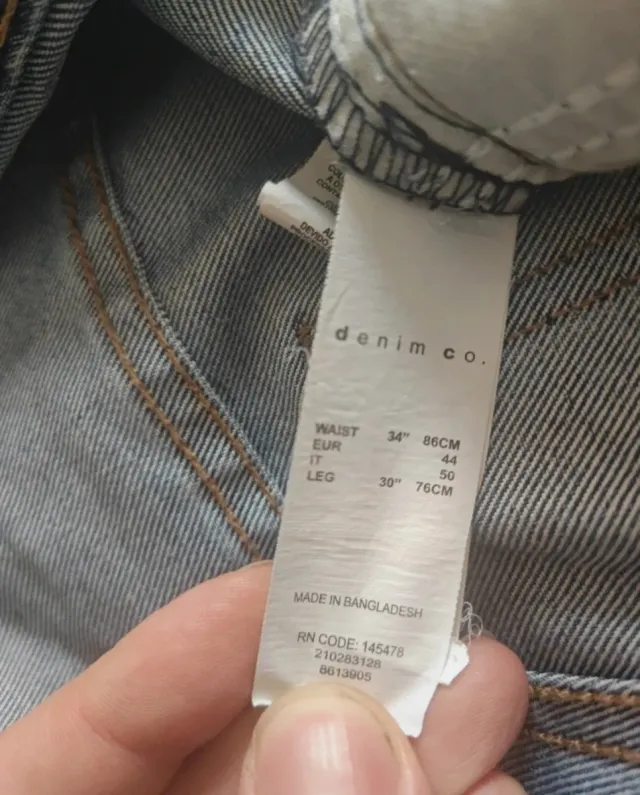 denim co.
WAIST 34" 86CM
EUR 44
IT 50
LEG 30" 76CM
MADE IN BANGLADESH
RN CODE: 145478
210283128
8613905
DEVIDO